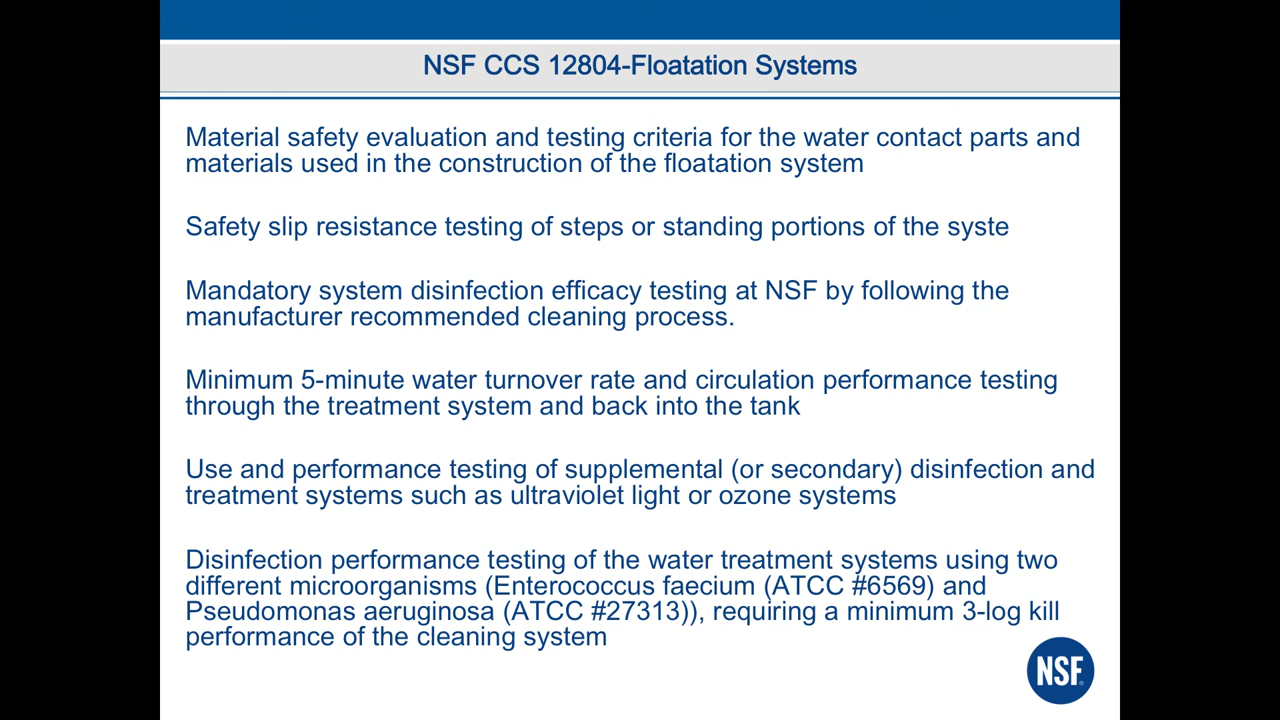 NSF CCS 12804-Floatation Systems
Material safety evaluation and testing criteria for the water contact parts and
materials used in the construction of the floatation system
Safety slip resistance testing of steps or standing portions of the syste
Mandatory system disinfection efficacy testing at NSF by following the
manufacturer recommended cleaning process.
Minimum 5-minute water turnover rate and circulation performance testing
through the treatment system and back into the tank
Use and performance testing of supplemental (or secondary) disinfection and
treatment systems such as ultraviolet light or ozone systems
Disinfection performance testing of the water treatment systems using two
different microorganisms (Enterococcus faecium (ATCC #6569) and
Pseudomonas aeruginosa (ATCC #27313)), requiring a minimum 3-log kill
performance of the cleaning system
NSF